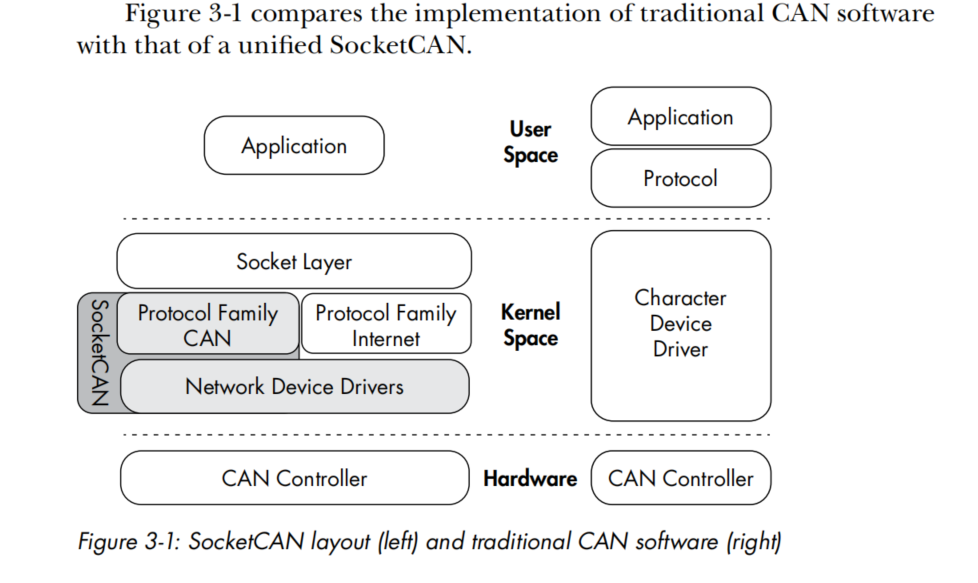 Figure 3-1 compares the implementation of traditional CAN software
with that of a unified SocketCAN.
Application
User
Space
Application
Protocol
Socket Layer
SocketCAN
Protocol Family
CAN
Protocol Family
Internet
Network Device Drivers
Kernel
Space
Character
Device
Driver
CAN Controller
Hardware
CAN Controller
Figure 3-1: SocketCAN layout (left) and traditional CAN software (right)